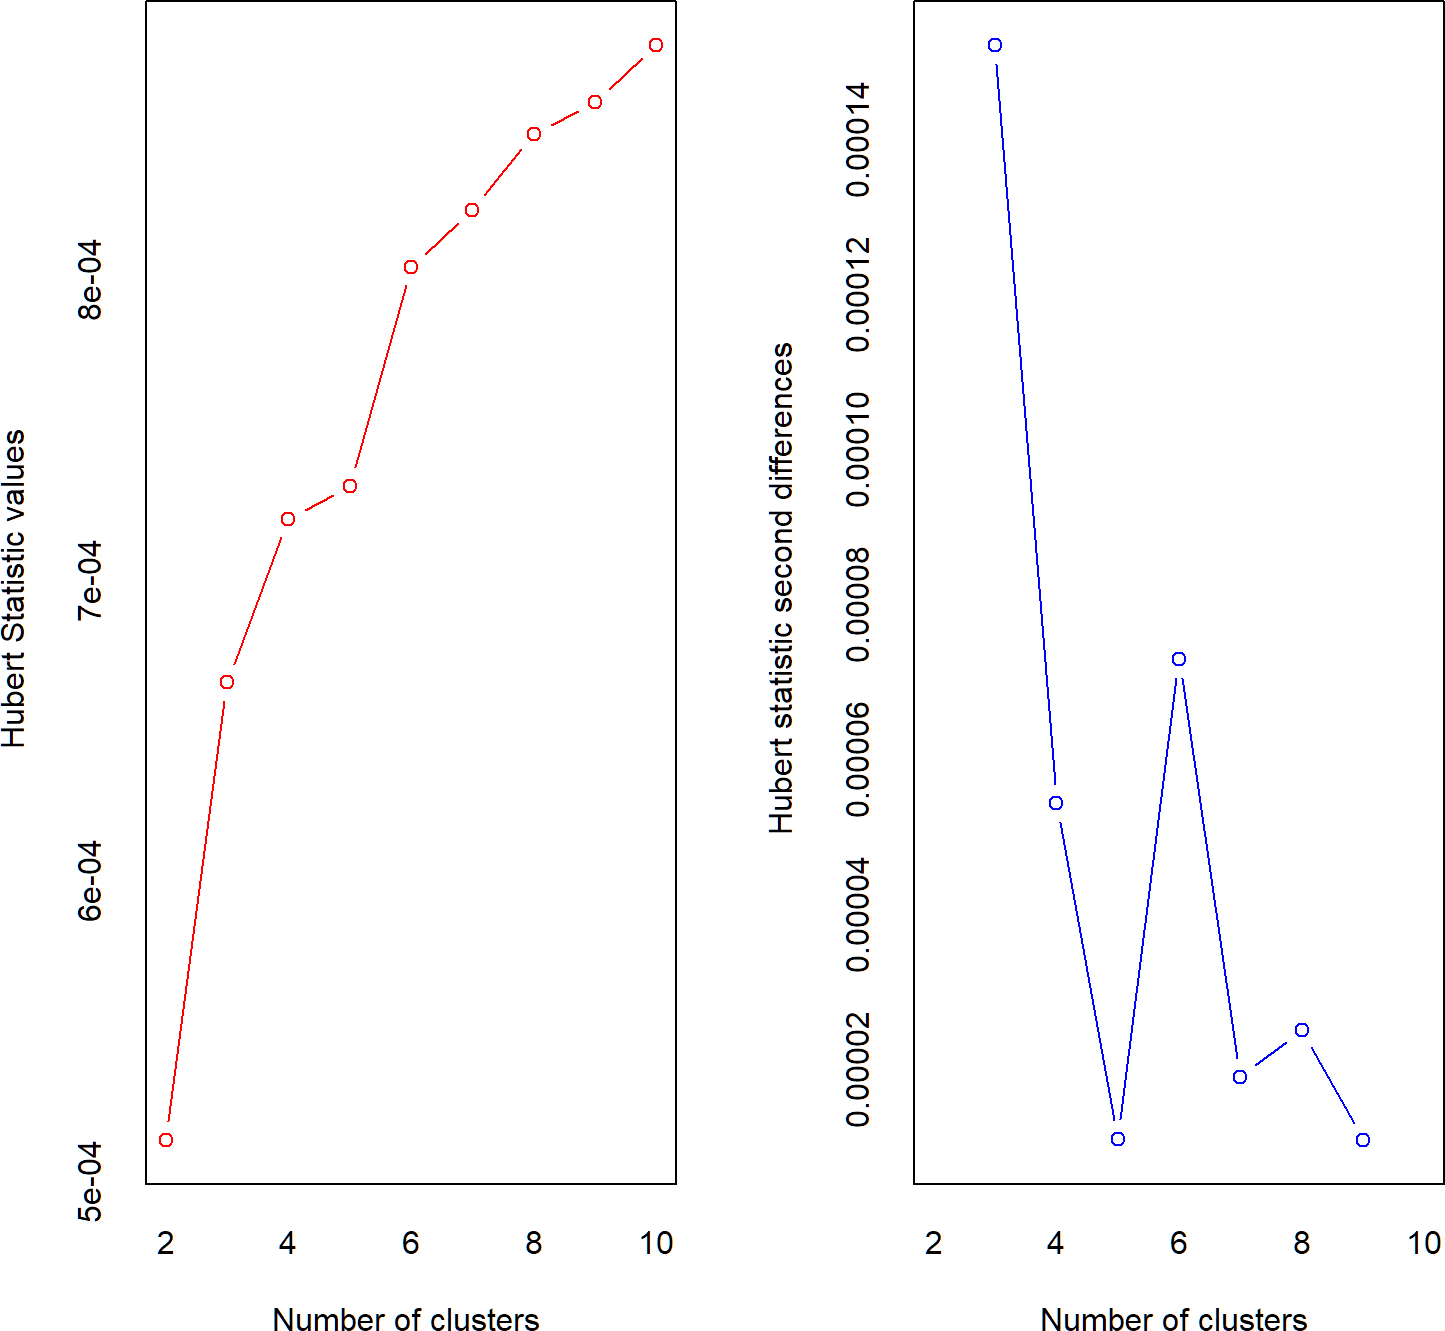 Hubert Statistic values
8e-04
7e-04
6e-04
5e-04
2 4 6 8 10
Number of clusters
Hubert statistic second differences
0.00014
0.00012
0.00010
0.00008
0.00006
0.00004
0.00002
2 4 6 8 10
Number of clusters